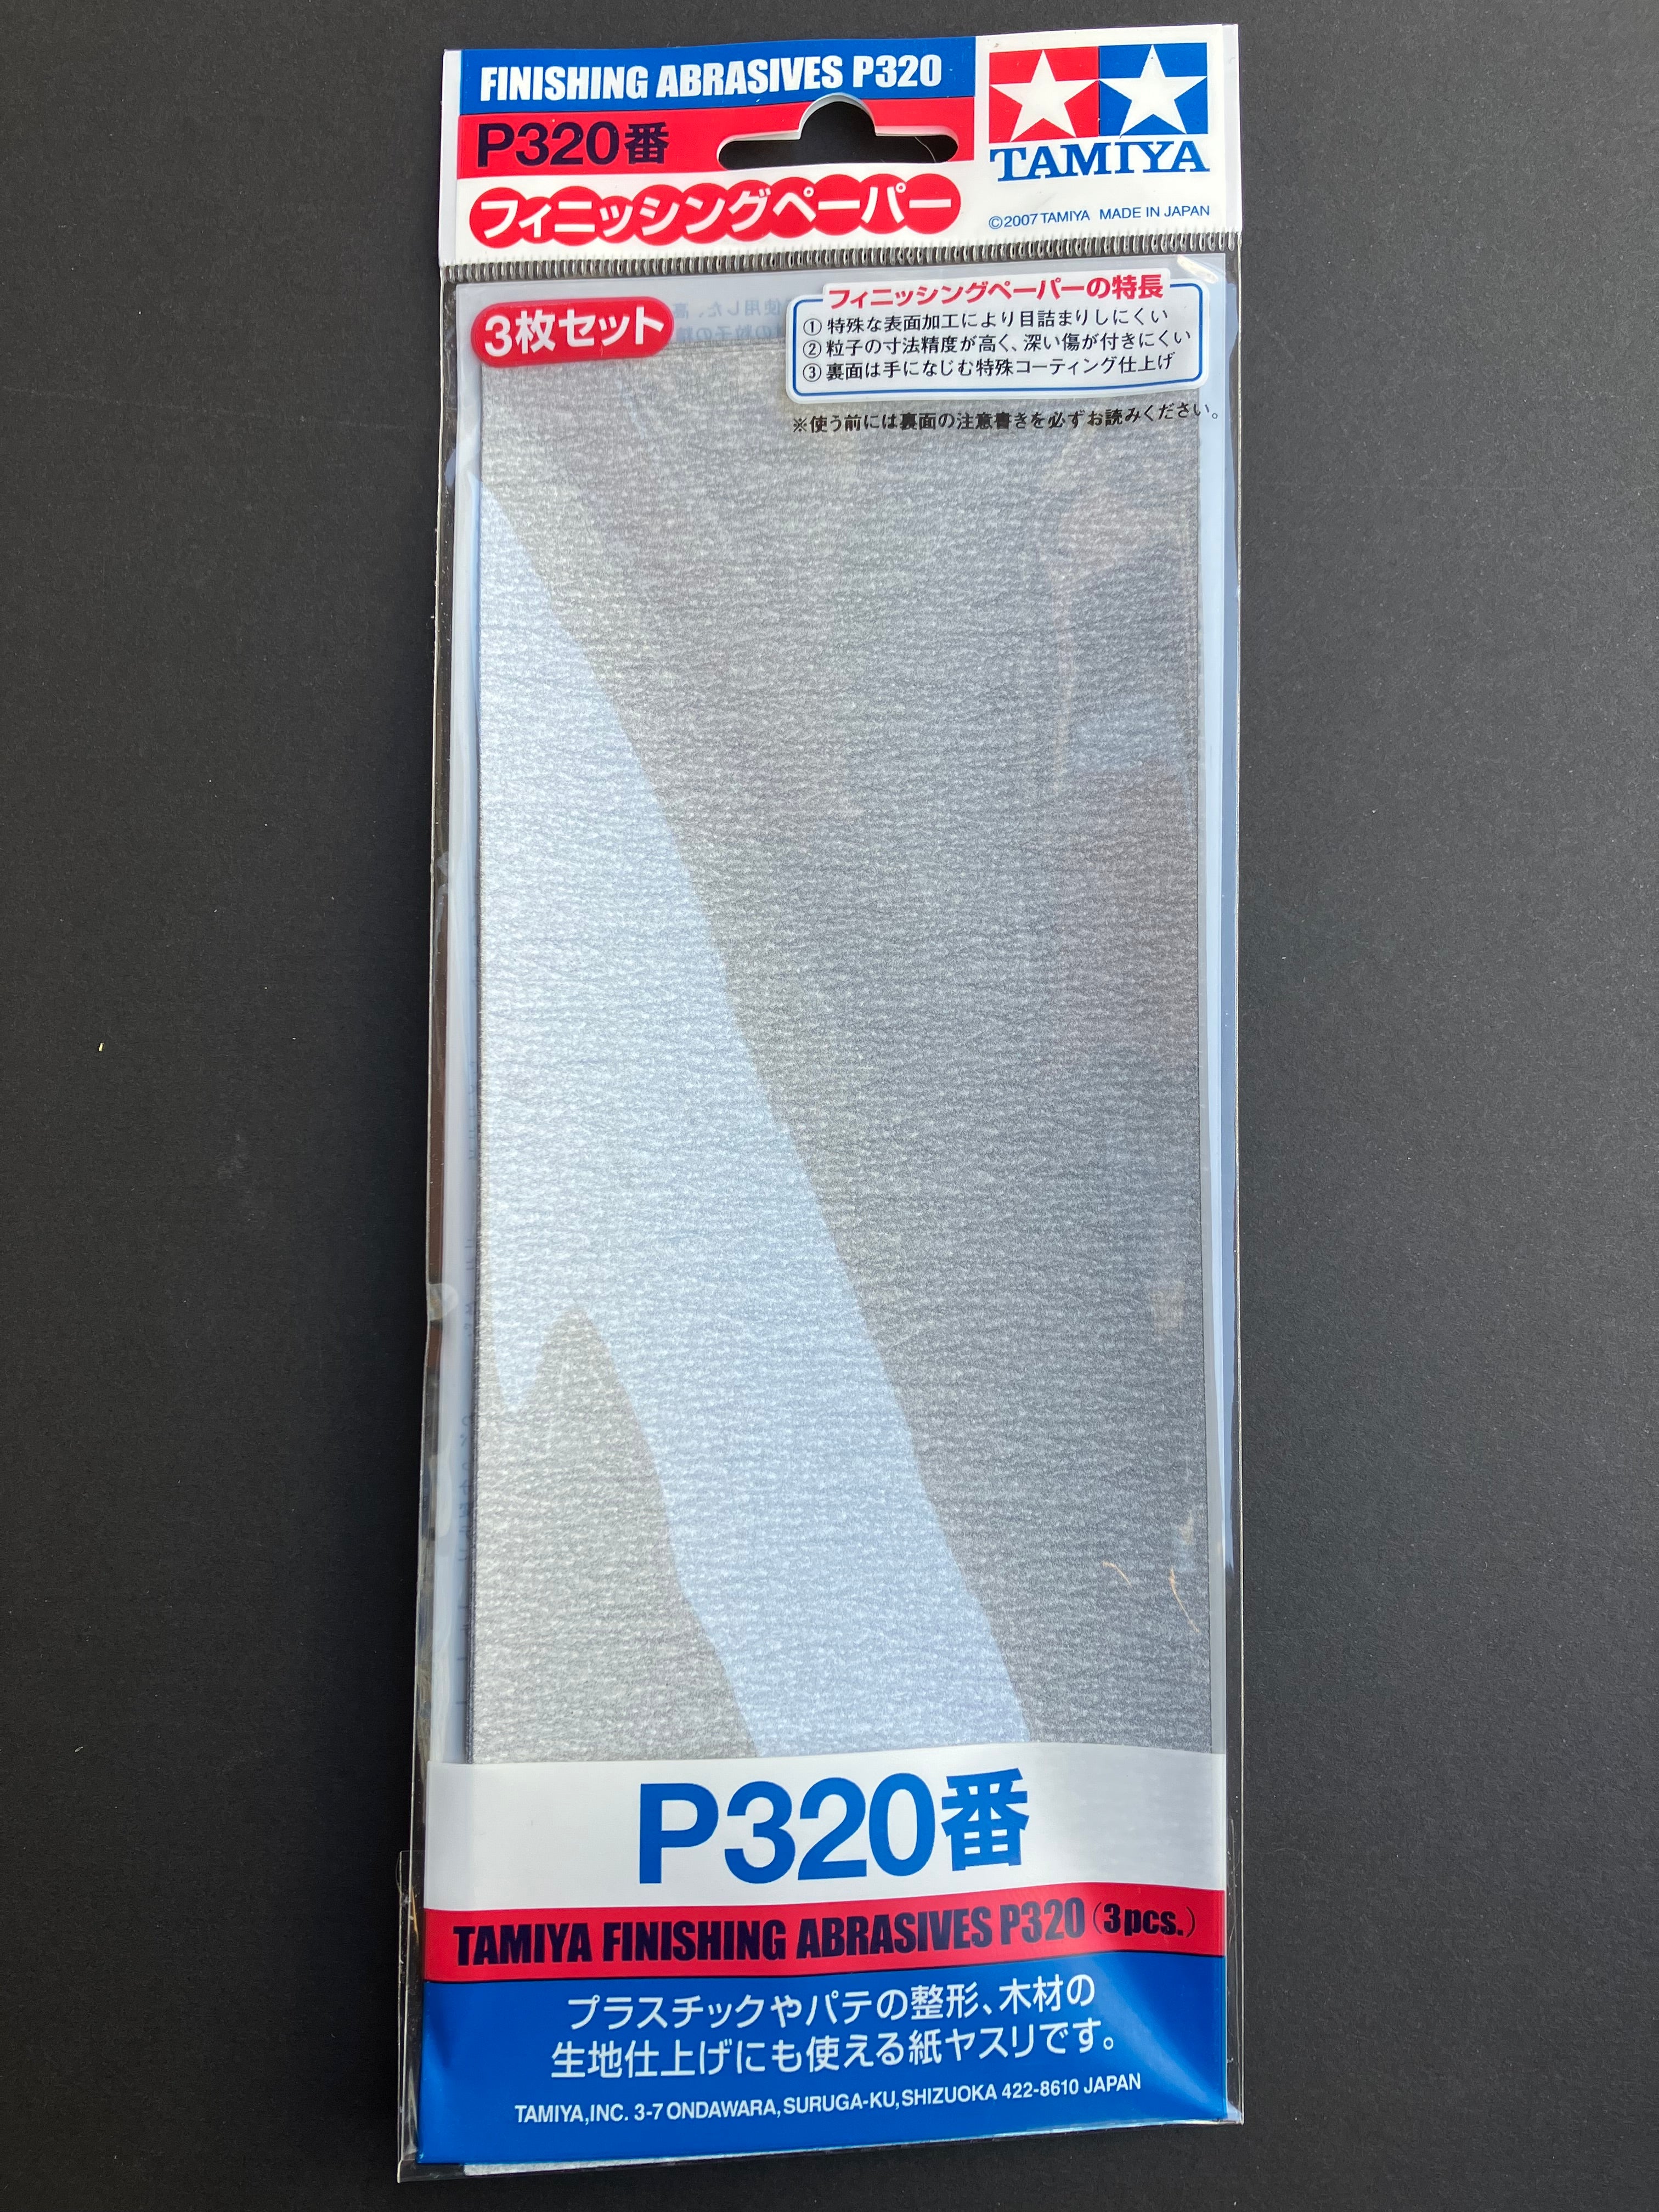 FINISHING ABRASIVES P320
P320番
フィニッシングペーパー
TAMIYA
©2007 TAMIYA MADE IN JAPAN
3枚セット
フィニッシングペーパーの特長
① 特殊な表面加工により目詰まりしにくい
② 粒子の寸法精度が高く、深い傷が付きにくい
③ 裏面は手になじむ特殊コーティング仕上げ
※使う前には裏面の注意書きを必ずお読みください。
P320番
TAMIYA FINISHING ABRASIVES P320 (3pcs.)
プラスチックやパテの整形、木材の
生地仕上げにも使える紙ヤスリです。
TAMIYA,INC. 3-7 ONDAWARA, SURUGA-KU, SHIZUOKA 422-8610 JAPAN